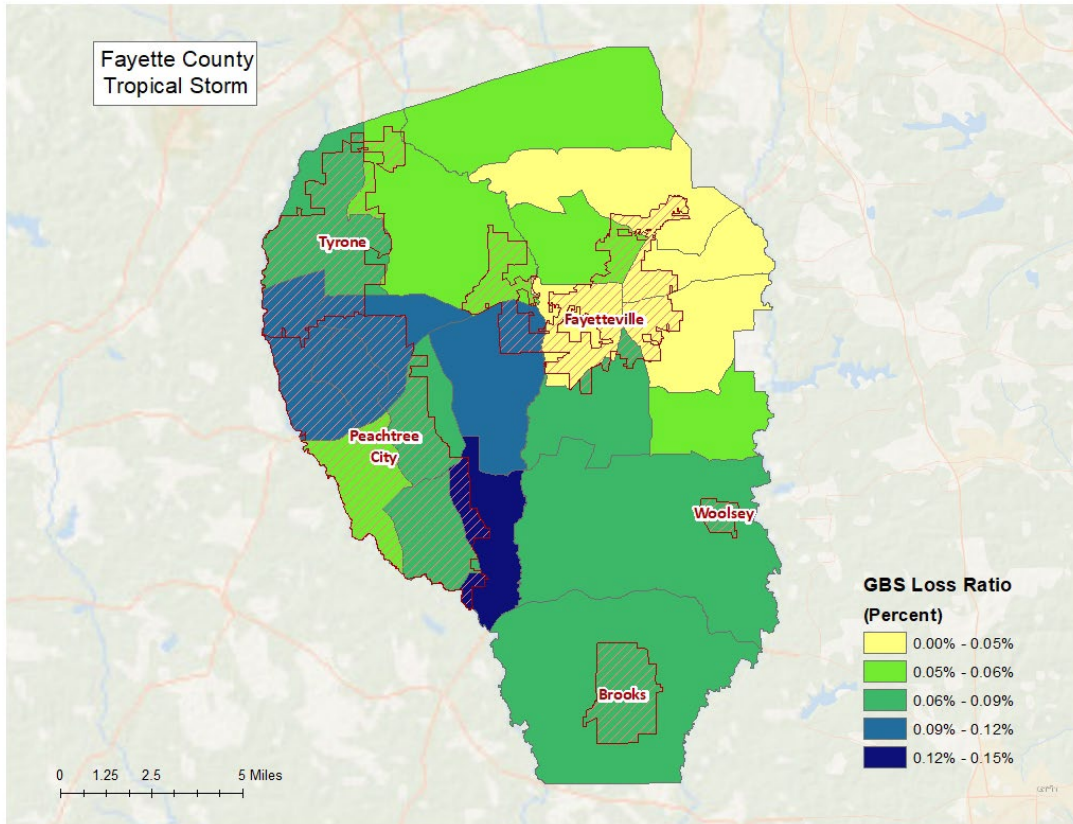 Fayette County
Tropical Storm
Tyrone
Fayetteville
Peachtree
City
Woolsey
Brooks
GBS Loss Ratio
(Percent)
0.00% - 0.05%
0.05% - 0.06%
0.06% - 0.09%
0.09% - 0.12%
0.12% - 0.15%
0 1.25 2.5 5 Miles